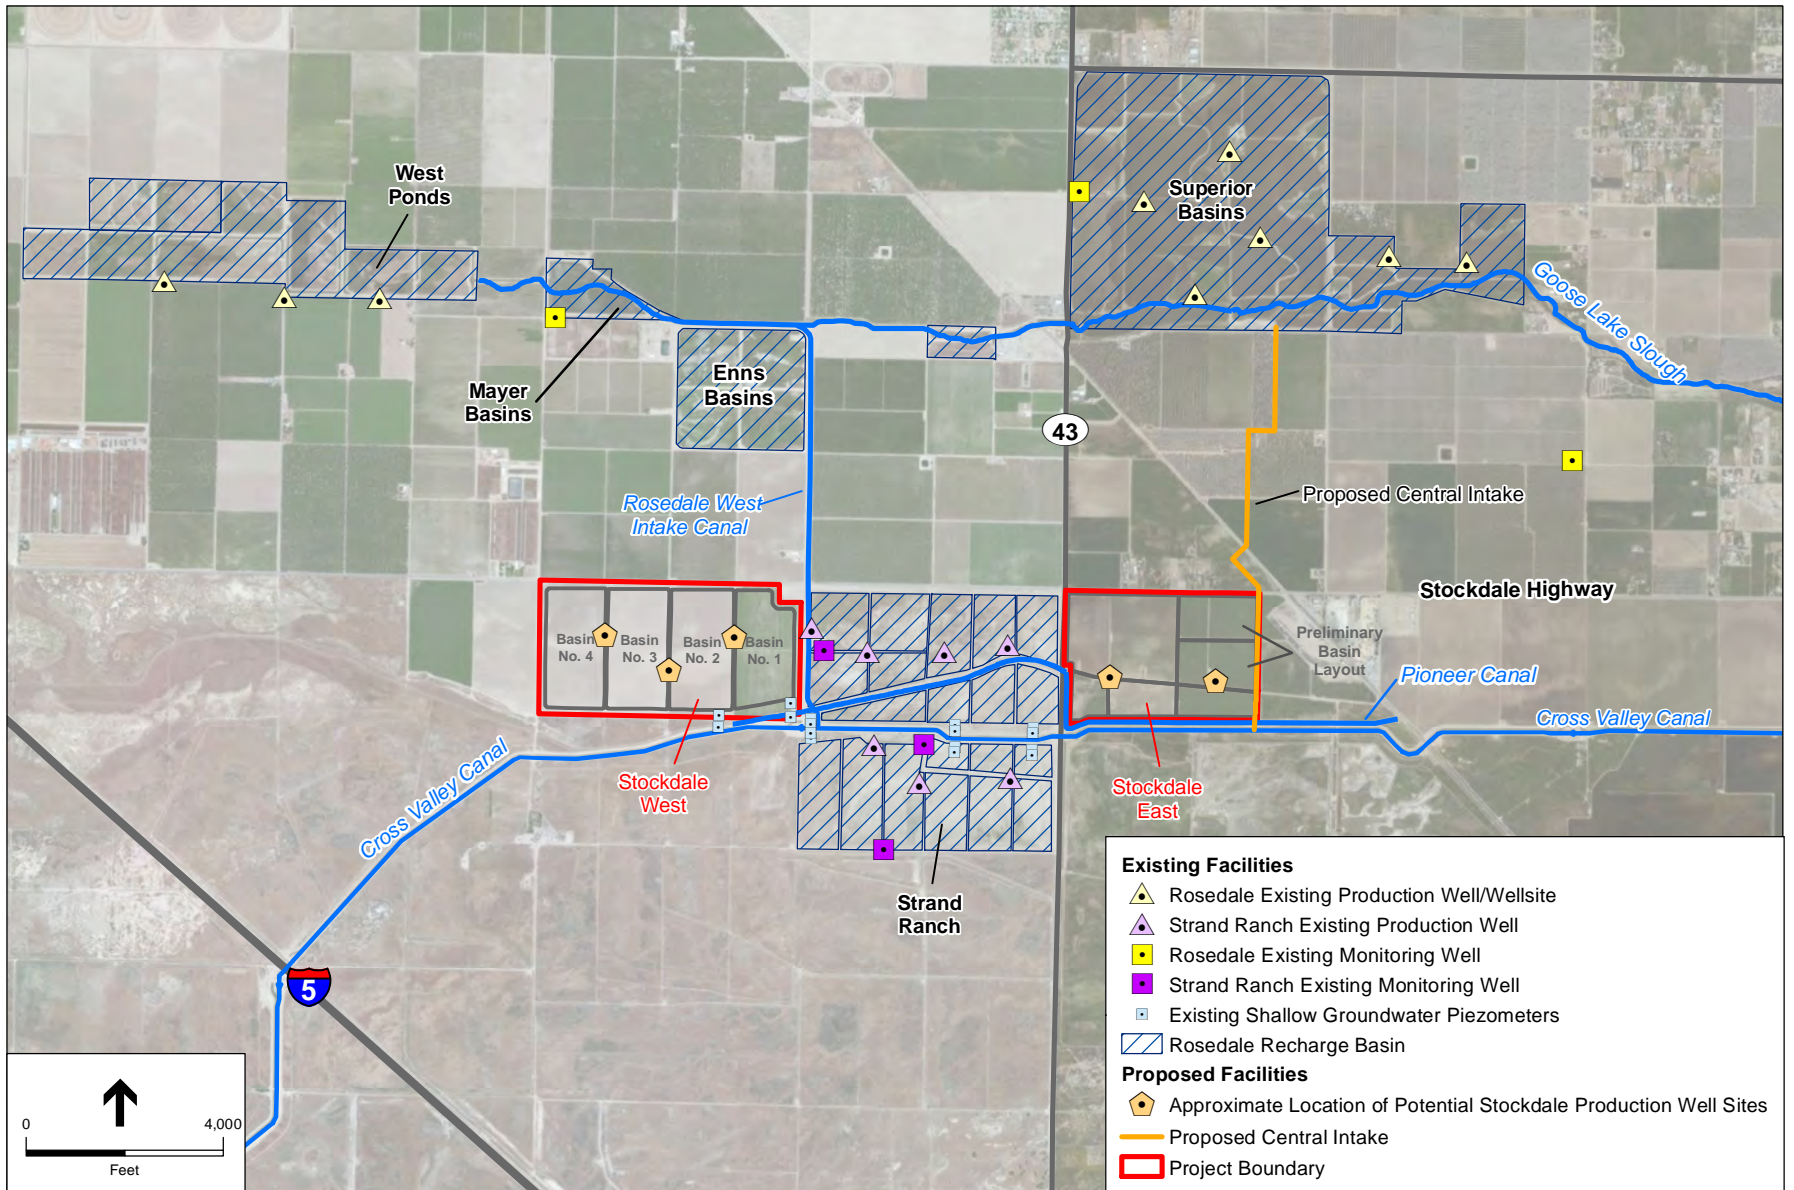 West
Ponds
Superior
Basins
Goose Lake Slough
Mayer
Basins
Enns
Basins
43
Rosedale West
Intake Canal
Proposed Central Intake
Stockdale Highway
Basin
No. 4
Basin
No. 3
Basin
No. 2
Basin
No. 1
Preliminary
Basin
Layout
Pioneer Canal
Cross Valley Canal
Cross Valley Canal
Stockdale
West
Stockdale
East
Strand
Ranch
5
0 4,000
Feet
Existing Facilities
Rosedale Existing Production Well/Wellsite
Strand Ranch Existing Production Well
Rosedale Existing Monitoring Well
Strand Ranch Existing Monitoring Well
Existing Shallow Groundwater Piezometers
Rosedale Recharge Basin
Proposed Facilities
Approximate Location of Potential Stockdale Production Well Sites
Proposed Central Intake
Project Boundary